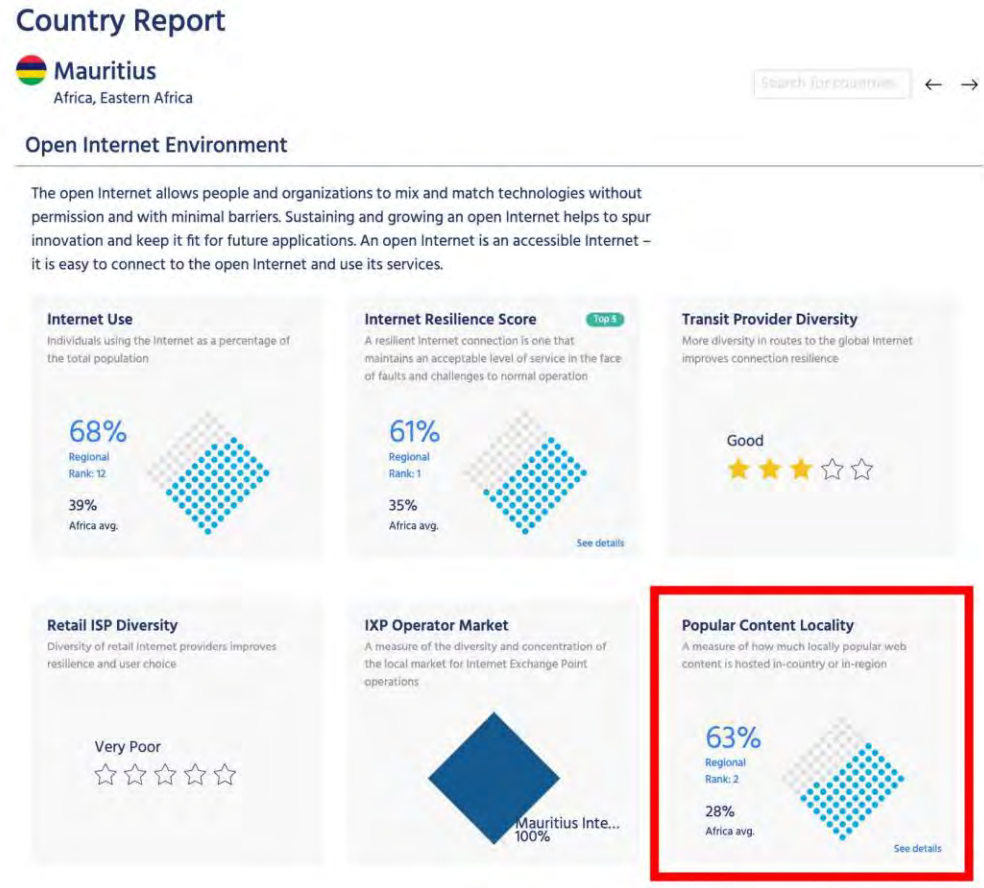 Country Report
Mauritius
Africa, Eastern Africa
Search for countries...
← →
Open Internet Environment
The open Internet allows people and organizations to mix and match technologies without
permission and with minimal barriers. Sustaining and growing an open Internet helps to spur
innovation and keep it fit for future applications. An open Internet is an accessible Internet –
it is easy to connect to the open Internet and use its services.
Internet Use
Individuals using the Internet as a percentage of
the total population
68%
Regional
Rank: 12
39%
Africa avg.
Internet Resilience Score
Top 5
A resilient Internet connection is one that
maintains an acceptable level of service in the face
of faults and challenges to normal operation
61%
Regional
Rank: 1
35%
Africa avg.
See details
Transit Provider Diversity
More diversity in routes to the global Internet
improves connection resilience
Good
Retail ISP Diversity
Diversity of retail Internet providers improves
resilience and user choice
Very Poor
IXP Operator Market
A measure of the diversity and concentration of
the local market for Internet Exchange Point
operations
Mauritius Inte...
100%
Popular Content Locality
A measure of how much locally popular web
content is hosted in-country or in-region
63%
Regional
Rank: 2
28%
Africa avg.
See details